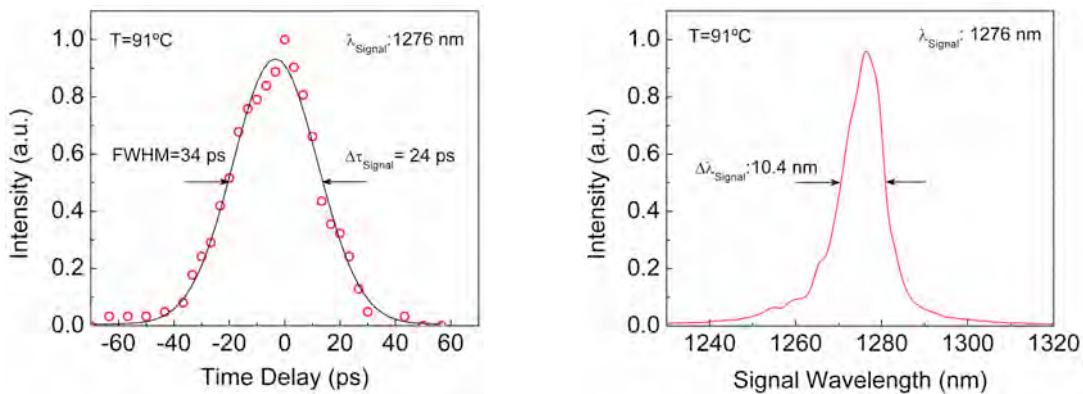 T=91ºC
λSignal:1276 nm
FWHM=34 ps
ΔτSignal= 24 ps
Intensity (a.u.)
1.0
0.8
0.6
0.4
0.2
0.0
-60 -40 -20 0 20 40 60
Time Delay (ps)
T=91ºC
λSignal: 1276 nm
ΔλSignal:10.4 nm
Intensity (a.u.)
1.0
0.8
0.6
0.4
0.2
0.0
1240 1260 1280 1300 1320
Signal Wavelength (nm)